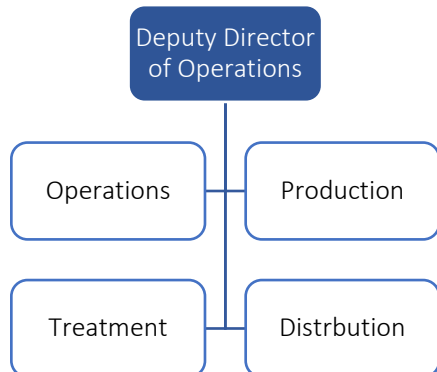 Deputy Director
of Operations
Operations
Production
Treatment
Distrbution